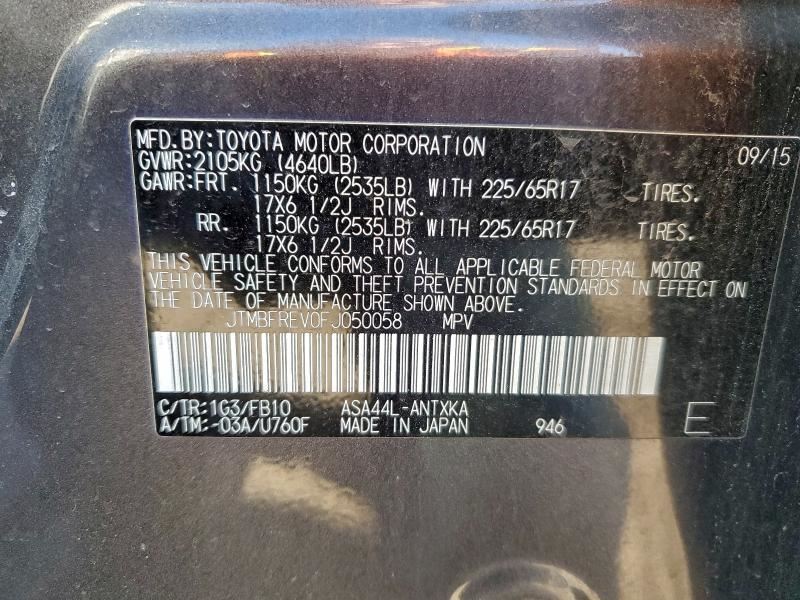 MFD.BY:TOYOTA MOTOR CORPORATION 09/15
GVWR:2105KG (4640LB)
GAWR:FRT. 1150KG (2535LB) WITH 225/65R17 TIRES.
17X6 1/2J RIMS.
RR. 1150KG (2535LB) WITH 225/65R17 TIRES.
17X6 1/2J RIMS.
THIS VEHICLE CONFORMS TO ALL APPLICABLE FEDERAL MOTOR
VEHICLE SAFETY AND THEFT PREVENTION STANDARDS IN EFFECT ON
THE DATE OF MANUFACTURE SHOWN ABOVE.
JTMBFREV0FJ050058 MPV
C/TR:1G3/FB10 ASA44L-ANTXKA
A/TM:-03A/U760F MADE IN JAPAN 946 E